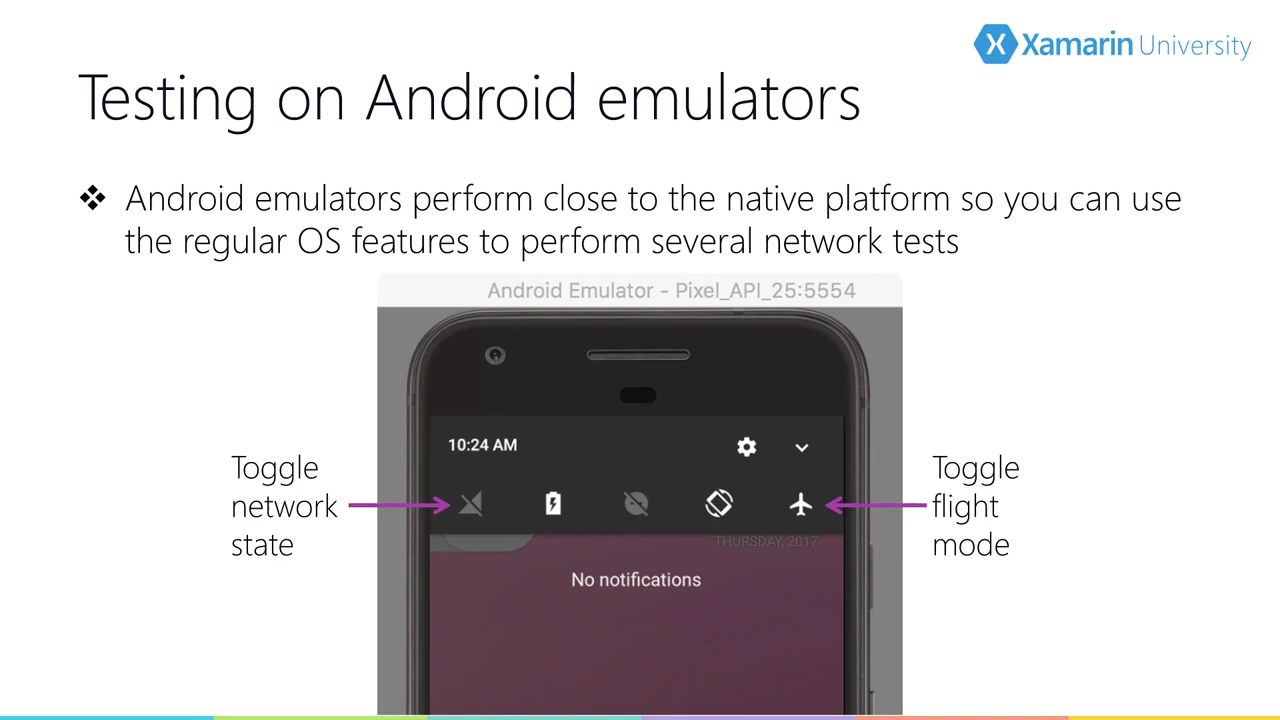 Xamarin University
Testing on Android emulators
❖ Android emulators perform close to the native platform so you can use
the regular OS features to perform several network tests
Android Emulator - Pixel_API_25:5554
10:24 AM
Toggle
network
state
Toggle
flight
mode
THURSDAY, 2017
No notifications